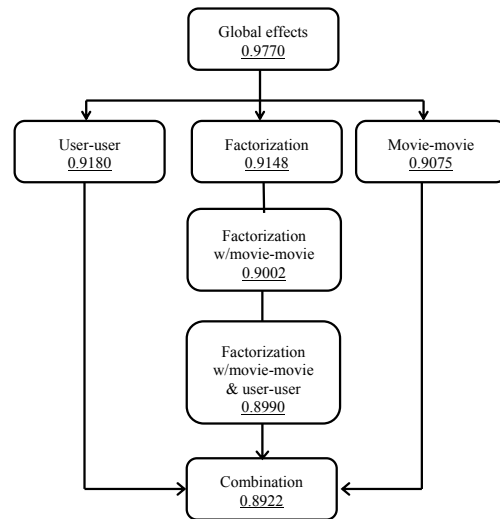 Global effects
0.9770
User-user
0.9180
Factorization
0.9148
Movie-movie
0.9075
Factorization
w/movie-movie
0.9002
Factorization
w/movie-movie
& user-user
0.8990
Combination
0.8922